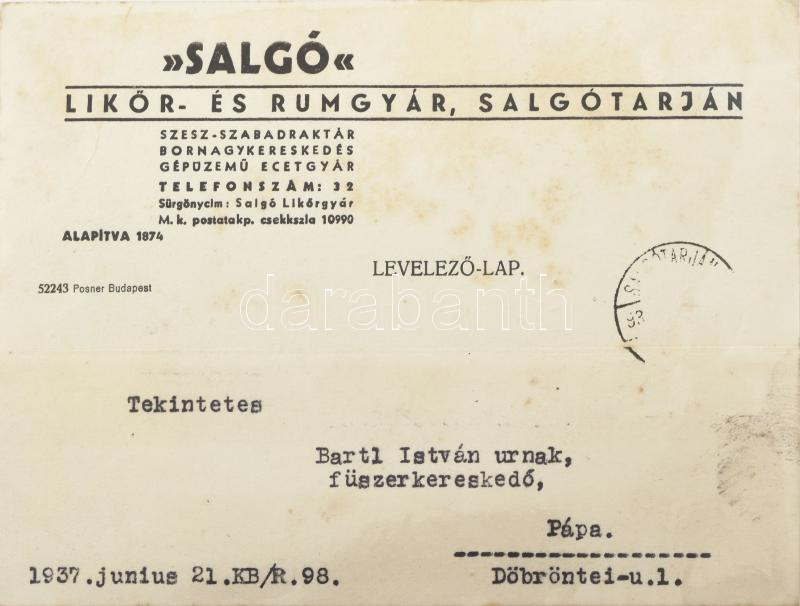 »SALGÓ«
LIKŐR- ÉS RUMGYÁR, SALGÓTARJÁN
SZESZ-SZABADRAKTÁR
BORNAGYKERESKEDÉS
GÉPÜZEMŰ ECETGYÁR
TELEFONSZÁM: 32
Sürgönycim: Salgó Likőrgyár
M. k. postatakp. csekkszla 10990
ALAPÍTVA 1874
LEVELEZŐ-LAP.
SALGÓTARJÁN
52243 Posner Budapest
darabanth
Tekintetes
Bartl István urnak,
füszerkereskedő,
Pápa.
1937.junius 21.KB/R.98.
Döbröntei-u.1.